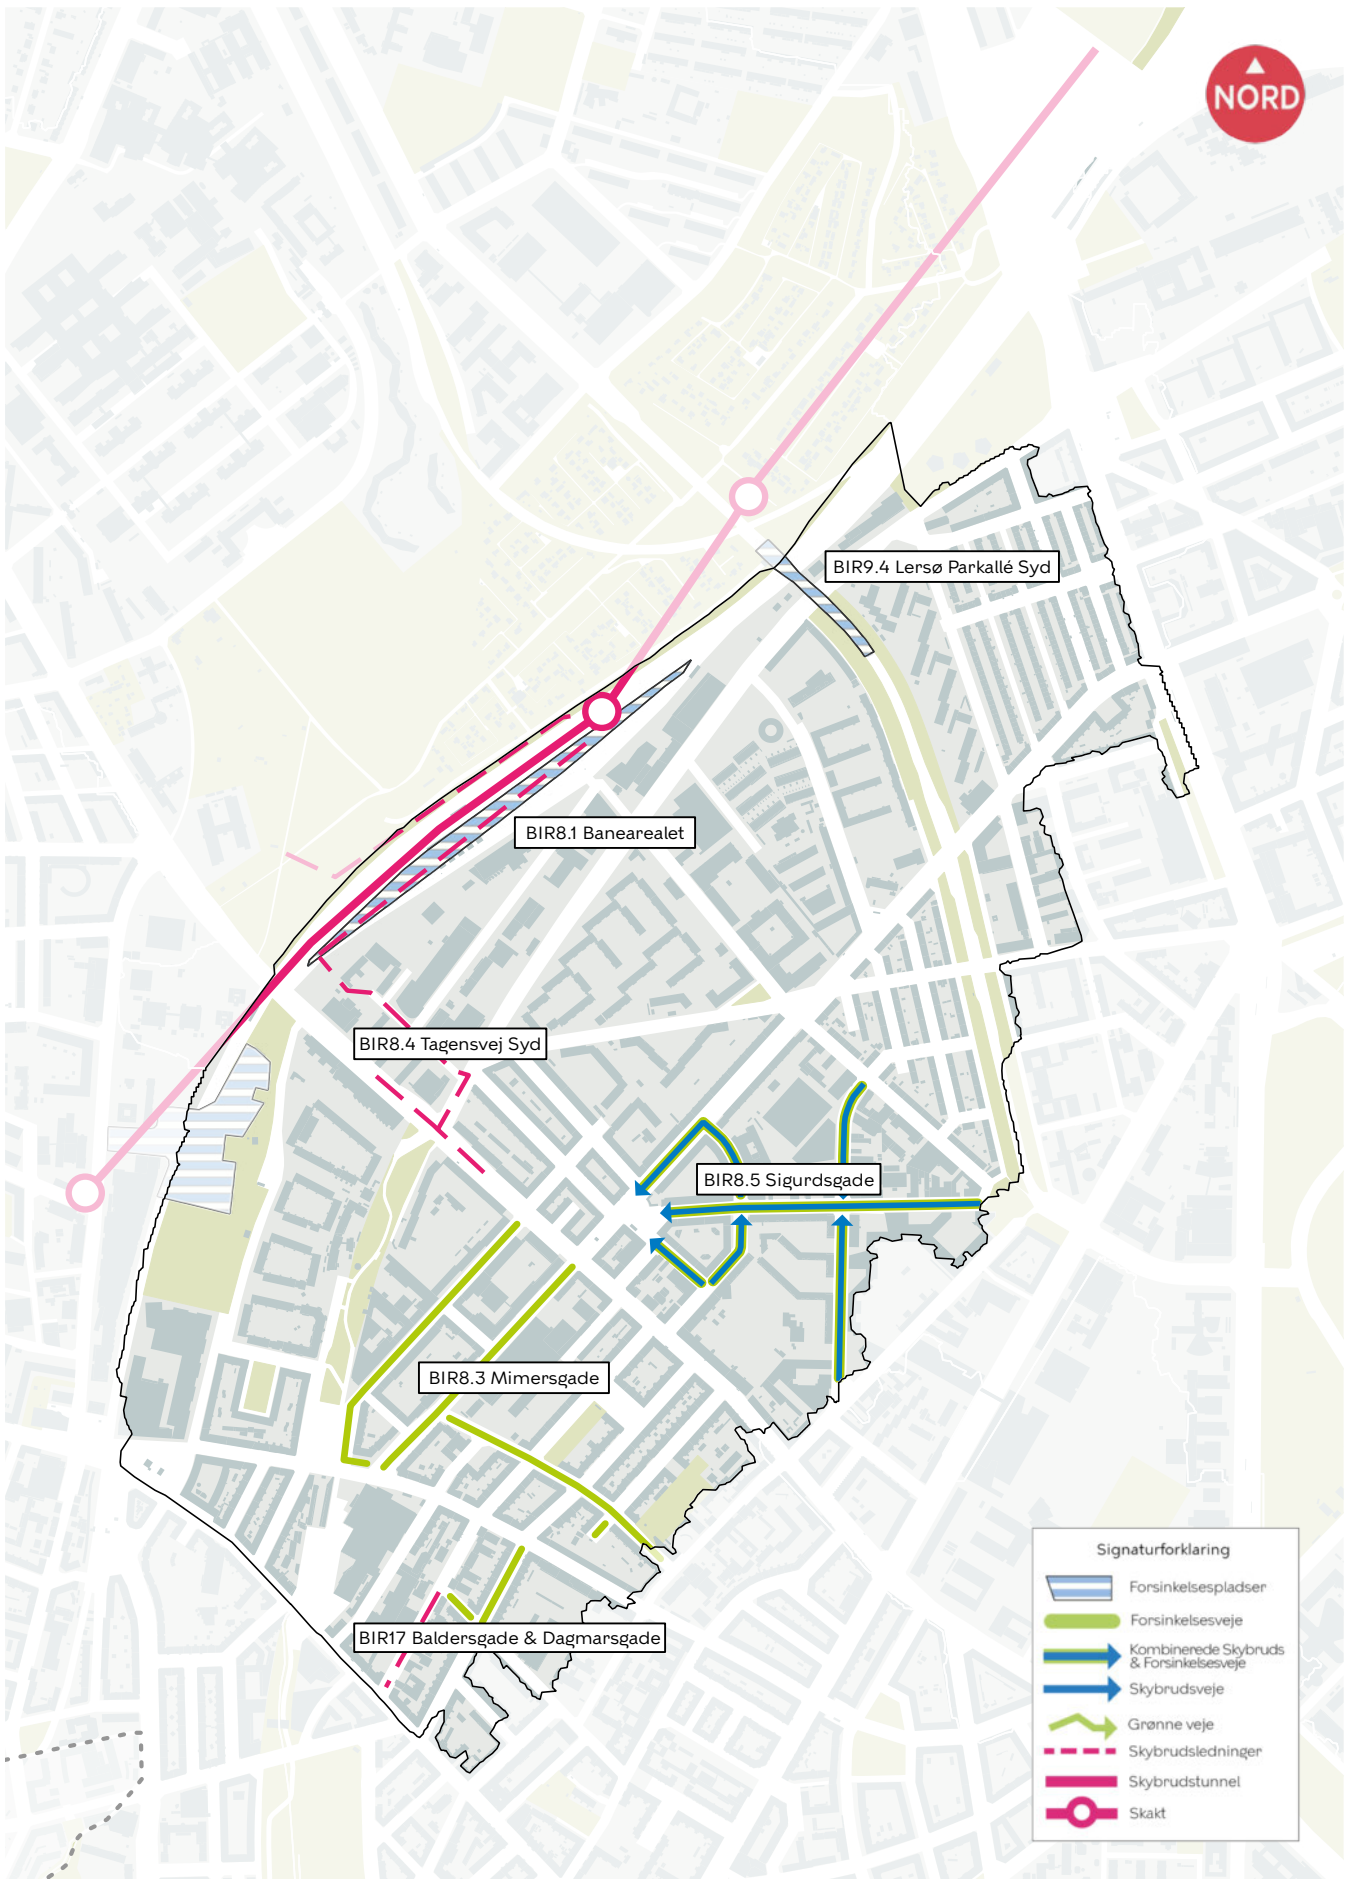 NORD
BIR9.4 Lersø Parkallé Syd
BIR8.1 Banearealet
BIR8.4 Tagensvej Syd
BIR8.5 Sigurdsgade
BIR8.3 Mimersgade
BIR17 Baldersgade & Dagmarsgade
Signaturforklaring
Forsinkelsespladser
Forsinkelsesveje
Kombinerede Skybruds
& Forsinkelsesveje
Skybrudsveje
Grønne veje
Skybrudsledninger
Skybrudstunnel
Skakt